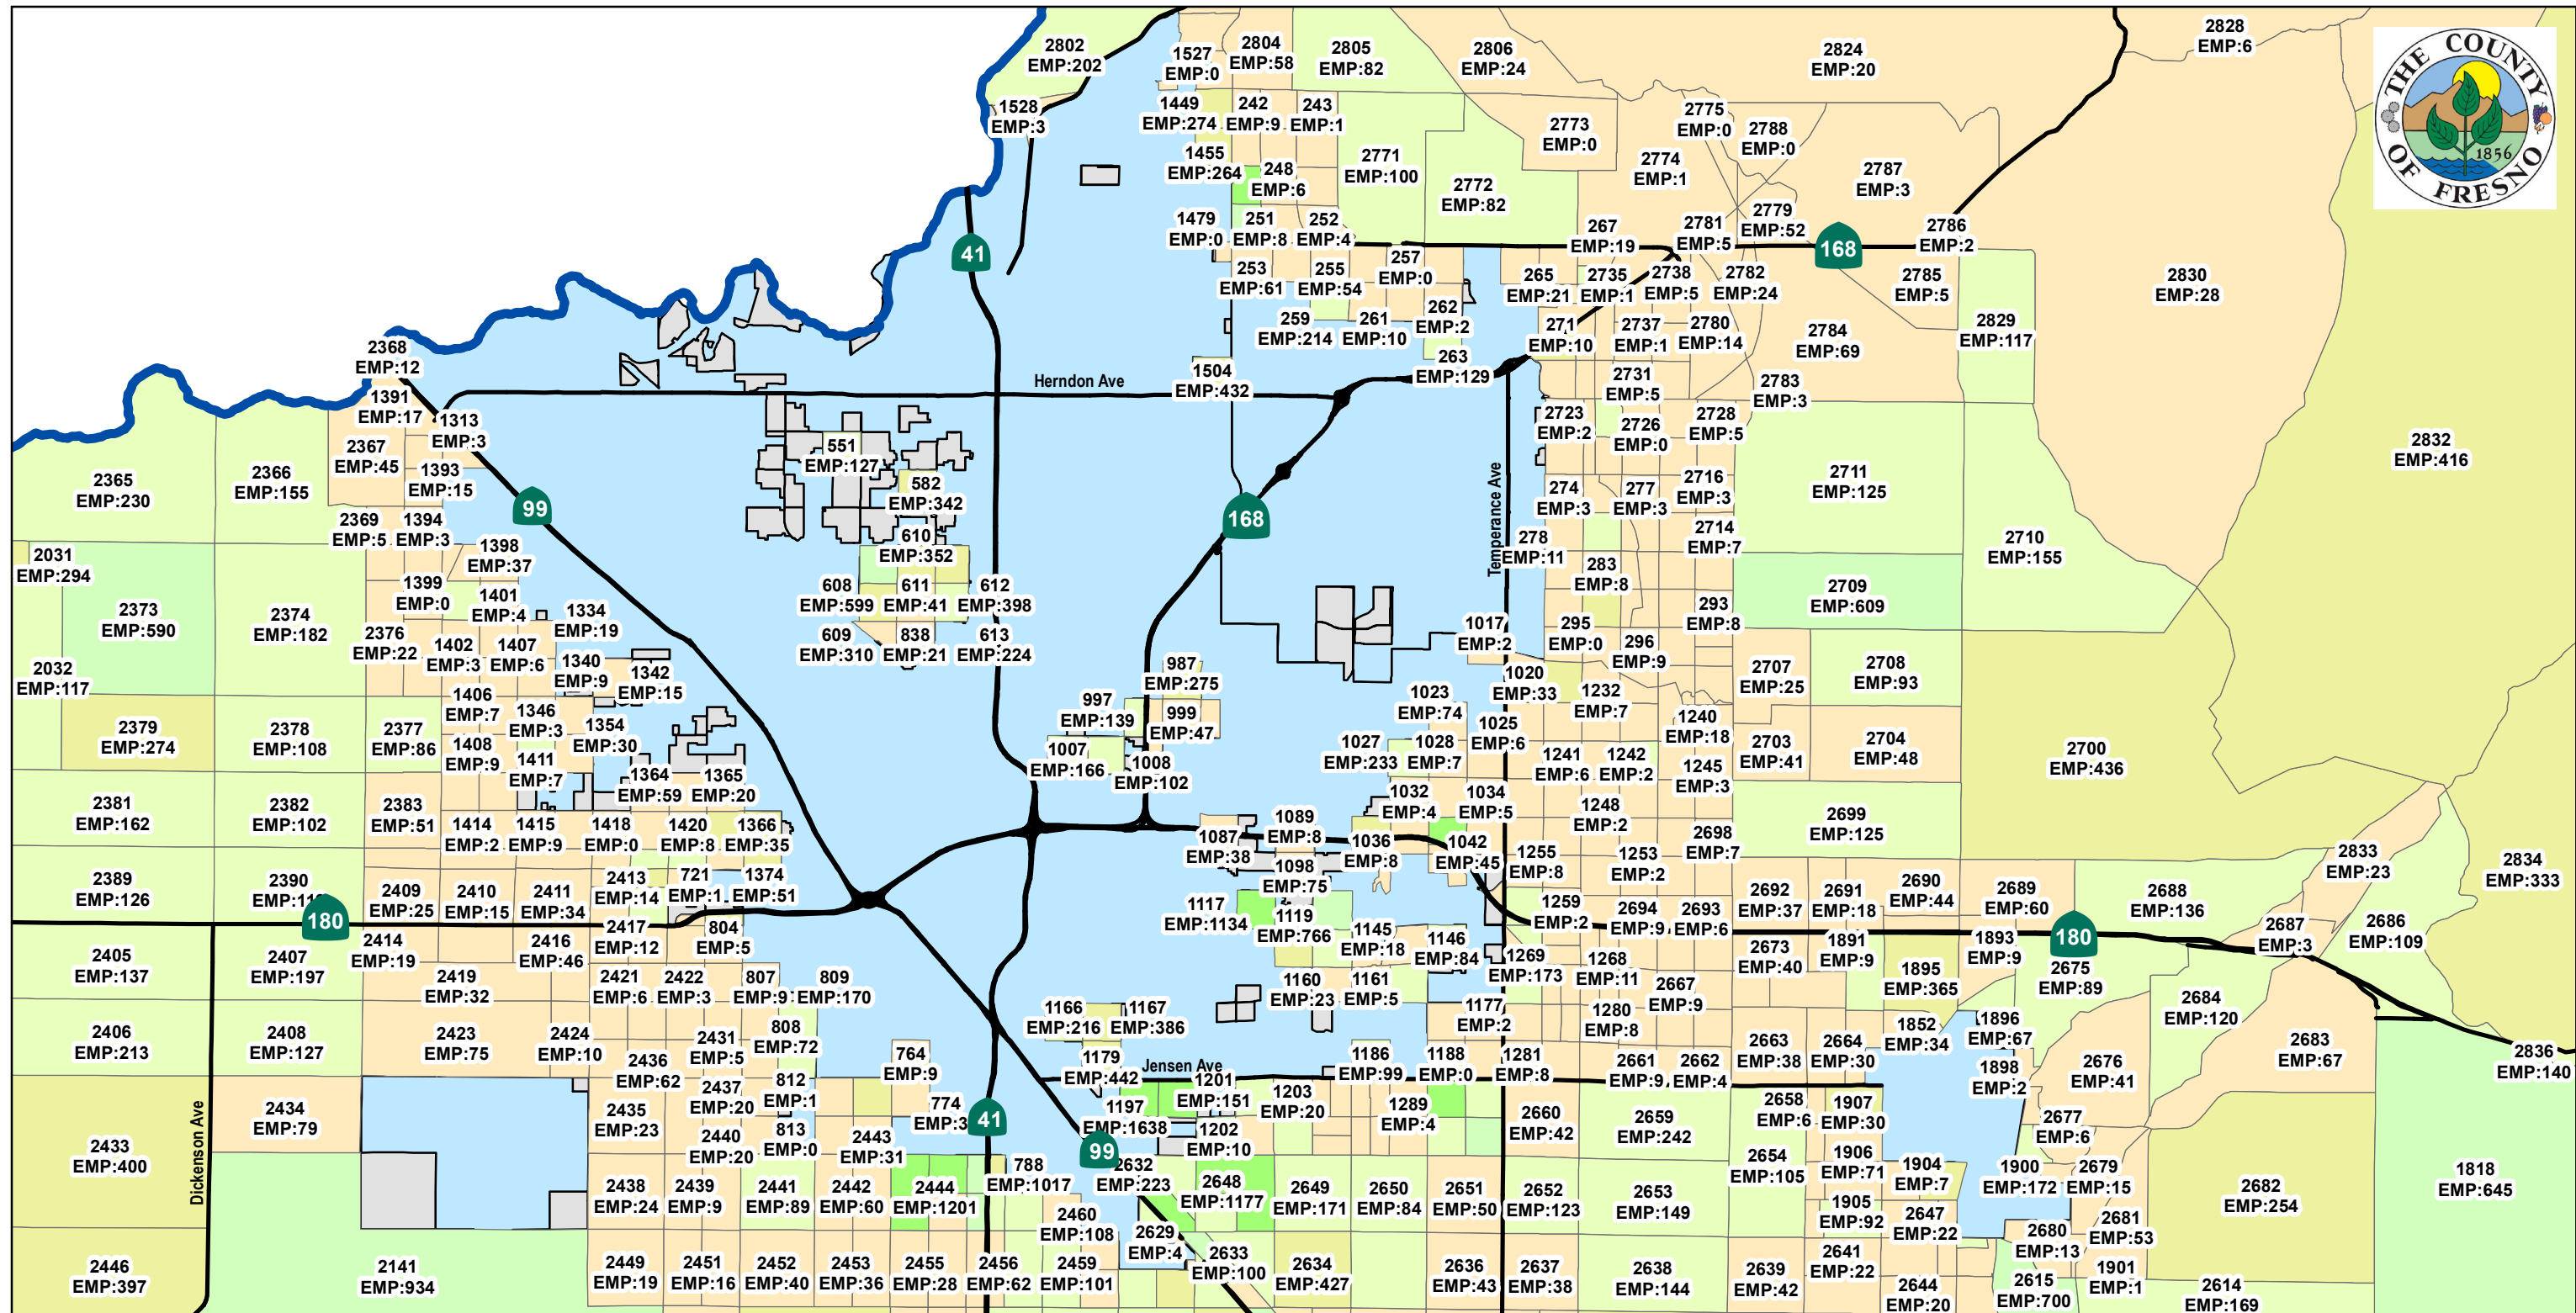 2802
EMP:202
1527
EMP:0
2804
EMP:58
2805
EMP:82
2806
EMP:24
2824
EMP:20
2828
EMP:6
THE COUNTY
OF FRESNO
1856
1528
EMP:3
1449
EMP:274
242
EMP:9
243
EMP:1
2773
EMP:0
2775
EMP:0
2788
EMP:0
1455
EMP:264
248
EMP:6
2771
EMP:100
2772
EMP:82
2774
EMP:1
2787
EMP:3
1479
EMP:0
251
EMP:8
252
EMP:4
267
EMP:19
2781
EMP:5
2779
EMP:52
168
2786
EMP:2
41
253
EMP:61
255
EMP:54
257
EMP:0
265
EMP:21
2735
EMP:1
2738
EMP:5
2782
EMP:24
2785
EMP:5
2830
EMP:28
259
EMP:214
261
EMP:10
262
EMP:2
271
EMP:10
2737
EMP:1
2780
EMP:14
2784
EMP:69
2829
EMP:117
2368
EMP:12
1504
EMP:432
263
EMP:129
Herndon Ave
2731
EMP:5
2783
EMP:3
1391
EMP:17
1313
EMP:3
2723
EMP:2
2726
EMP:0
2728
EMP:5
2367
EMP:45
1393
EMP:15
551
EMP:127
2832
EMP:416
2365
EMP:230
2366
EMP:155
582
EMP:342
Temperance Ave
274
EMP:3
277
EMP:3
2716
EMP:3
2711
EMP:125
99
168
2369
EMP:5
1394
EMP:3
1398
EMP:37
610
EMP:352
278
EMP:11
2714
EMP:7
2710
EMP:155
2031
EMP:294
1399
EMP:0
1401
EMP:4
608
EMP:599
611
EMP:41
612
EMP:398
283
EMP:8
2709
EMP:609
2373
EMP:590
2374
EMP:182
1334
EMP:19
293
EMP:8
2376
EMP:22
1402
EMP:3
1407
EMP:6
609
EMP:310
838
EMP:21
613
EMP:224
1017
EMP:2
295
EMP:0
296
EMP:9
2032
EMP:117
1340
EMP:9
1342
EMP:15
987
EMP:275
1020
EMP:33
2707
EMP:25
2708
EMP:93
1406
EMP:7
1346
EMP:3
997
EMP:139
999
EMP:47
1023
EMP:74
1232
EMP:7
2379
EMP:274
2378
EMP:108
2377
EMP:86
1354
EMP:30
1025
EMP:6
1240
EMP:18
1408
EMP:9
1411
EMP:7
1007
EMP:166
1008
EMP:102
1027
EMP:233
1028
EMP:7
1241
EMP:6
1242
EMP:2
1245
EMP:3
2703
EMP:41
2704
EMP:48
2700
EMP:436
1364
EMP:59
1365
EMP:20
2381
EMP:162
2382
EMP:102
2383
EMP:51
1032
EMP:4
1034
EMP:5
1248
EMP:2
2699
EMP:125
1414
EMP:2
1415
EMP:9
1418
EMP:0
1420
EMP:8
1366
EMP:35
1087
EMP:38
1089
EMP:8
1036
EMP:8
1042
EMP:45
1255
EMP:8
1253
EMP:2
2698
EMP:7
2833
EMP:23
2834
EMP:333
2389
EMP:126
2390
180
2409
EMP:25
2410
EMP:15
2411
EMP:34
2413
EMP:14
721
EMP:1
1374
EMP:51
1098
EMP:75
2692
EMP:37
2691
EMP:18
2690
EMP:44
2689
EMP:60
2688
EMP:136
1117
EMP:1134
1119
EMP:766
1259
EMP:2
2694
EMP:9
2693
EMP:6
180
2687
EMP:3
2686
EMP:109
2405
EMP:137
2407
EMP:197
2414
EMP:19
2416
EMP:46
2417
EMP:12
804
EMP:5
1145
EMP:18
1146
EMP:84
1269
EMP:173
1268
EMP:11
2673
EMP:40
1891
EMP:9
1893
EMP:9
2419
EMP:32
2421
EMP:6
2422
EMP:3
807
EMP:9
809
EMP:170
1160
EMP:23
1161
EMP:5
2667
EMP:9
1895
EMP:365
2675
EMP:89
2684
EMP:120
2406
EMP:213
2408
EMP:127
2423
EMP:75
2424
EMP:10
2431
EMP:5
808
EMP:72
1166
EMP:216
1167
EMP:386
1177
EMP:2
1280
EMP:8
2663
EMP:38
2664
EMP:30
1852
EMP:34
1896
EMP:67
2683
EMP:67
2436
EMP:62
764
EMP:9
1179
EMP:442
Jensen Ave
1186
EMP:99
1188
EMP:0
1281
EMP:8
2661
EMP:9
2662
EMP:4
1898
EMP:2
2676
EMP:41
2836
EMP:140
2437
EMP:20
812
EMP:1
1201
EMP:151
1203
EMP:20
2434
EMP:79
2435
EMP:23
774
EMP:3
41
1197
EMP:1638
1289
EMP:4
2660
EMP:42
2659
EMP:242
2658
EMP:6
1907
EMP:30
2677
EMP:6
Dickenson Ave
2433
EMP:400
2440
EMP:20
813
EMP:0
2443
EMP:31
99
1202
EMP:10
2654
EMP:105
1906
EMP:71
1904
EMP:7
1900
EMP:172
2679
EMP:15
1818
EMP:645
2438
EMP:24
2439
EMP:9
2441
EMP:89
2442
EMP:60
2444
EMP:1201
788
EMP:1017
2632
EMP:223
2648
EMP:1177
2649
EMP:171
2650
EMP:84
2651
EMP:50
2652
EMP:123
2653
EMP:149
2682
EMP:254
2460
EMP:108
2629
EMP:4
1905
EMP:92
2647
EMP:22
2680
EMP:13
2681
EMP:53
2446
EMP:397
2141
EMP:934
2449
EMP:19
2451
EMP:16
2452
EMP:40
2453
EMP:36
2455
EMP:28
2456
EMP:62
2459
EMP:101
2633
EMP:100
2634
EMP:427
2636
EMP:43
2637
EMP:38
2638
EMP:144
2639
EMP:42
2641
EMP:22
2644
EMP:20
2615
EMP:700
1901
EMP:1
2614
EMP:169